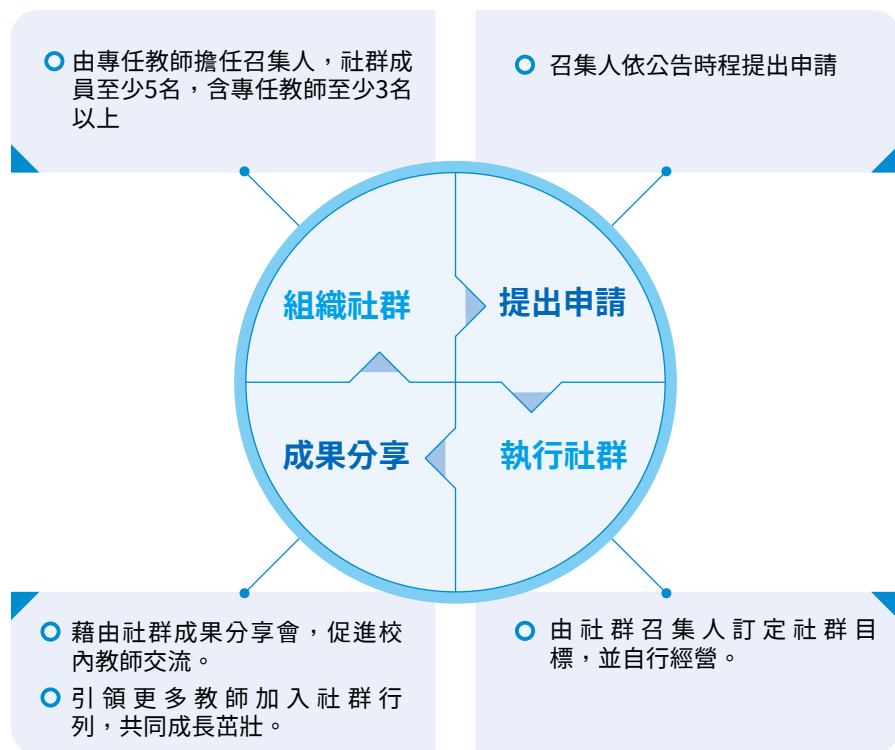 由專任教師擔任召集人，社群成
員至少5名，含專任教師至少3名
以上
召集人依公告時程提出申請
組織社群
提出申請
成果分享
執行社群
藉由社群成果分享會，促進校
內教師交流。
引領更多教師加入社群行
列，共同成長茁壯。
由社群召集人訂定社群目
標，並自行經營。